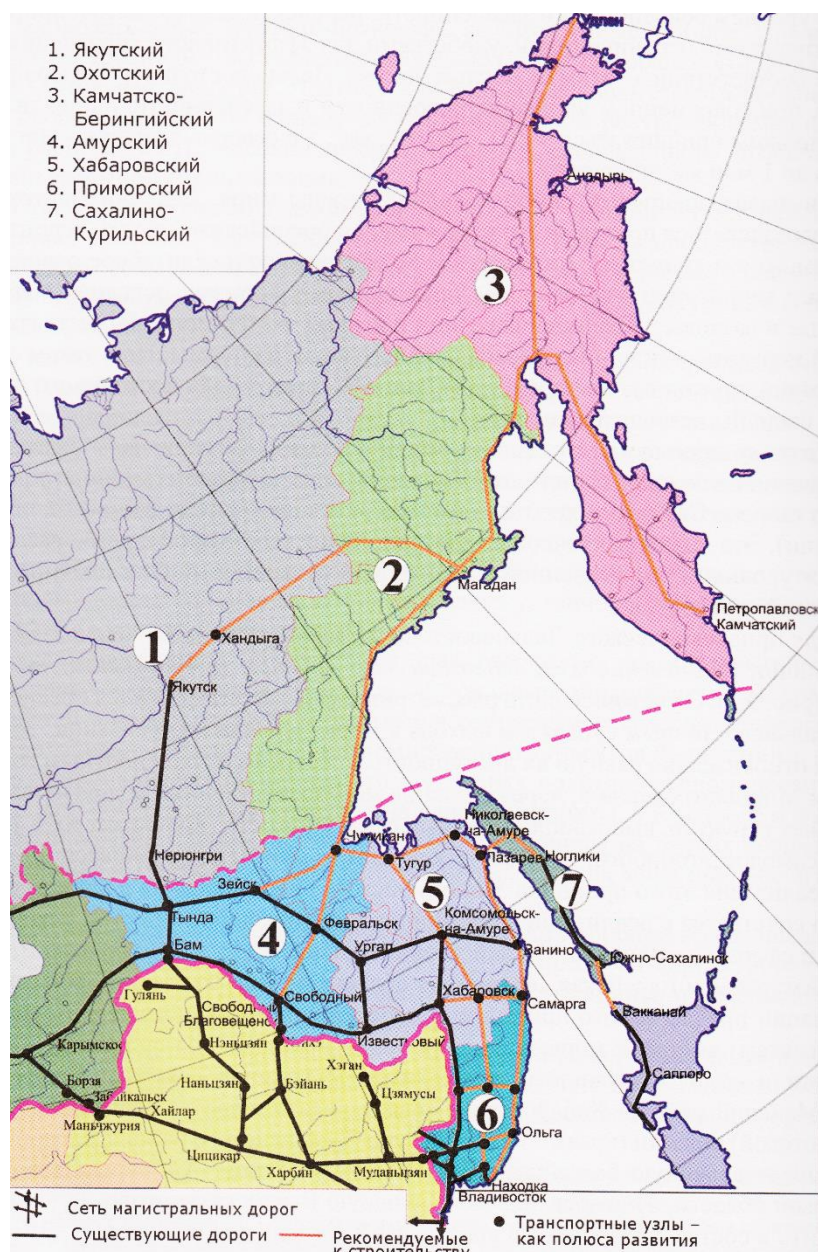 1. Якутский
2. Охотский
3. Камчатско-
Берингийский
4. Амурский
5. Хабаровский
6. Приморский
7. Сахалино-
Курильский
Уэлен
Анадырь
3
2
Магадан
Петропавловск-
Камчатский
1
Хандыга
Якутск
Нерюнгри
Чумикан
Тугур
Николаевск-
на-Амуре
Лазарев
Ноглики
7
Зейск
Тында
5
4
Февральск
Комсомольск-
на-Амуре
Ургал
Ванино
Южно-Сахалинск
Бам
Гулянь
Свободный
Свободный
Благовещенск
Хабаровск
Самарга
Вакканай
Известковый
Карымское
Нэньцзян
Хэган
Саппоро
Борзя
Забайкальск
Маньчжурия
Хайлар
Наньцзян
Бэйань
Цзямусы
6
Ольга
Цицикар
Харбин
Муданьцзян
Находка
Владивосток
Сеть магистральных дорог
Существующие дороги
Рекомендуемые
к строительству
Транспортные узлы –
как полюса развития